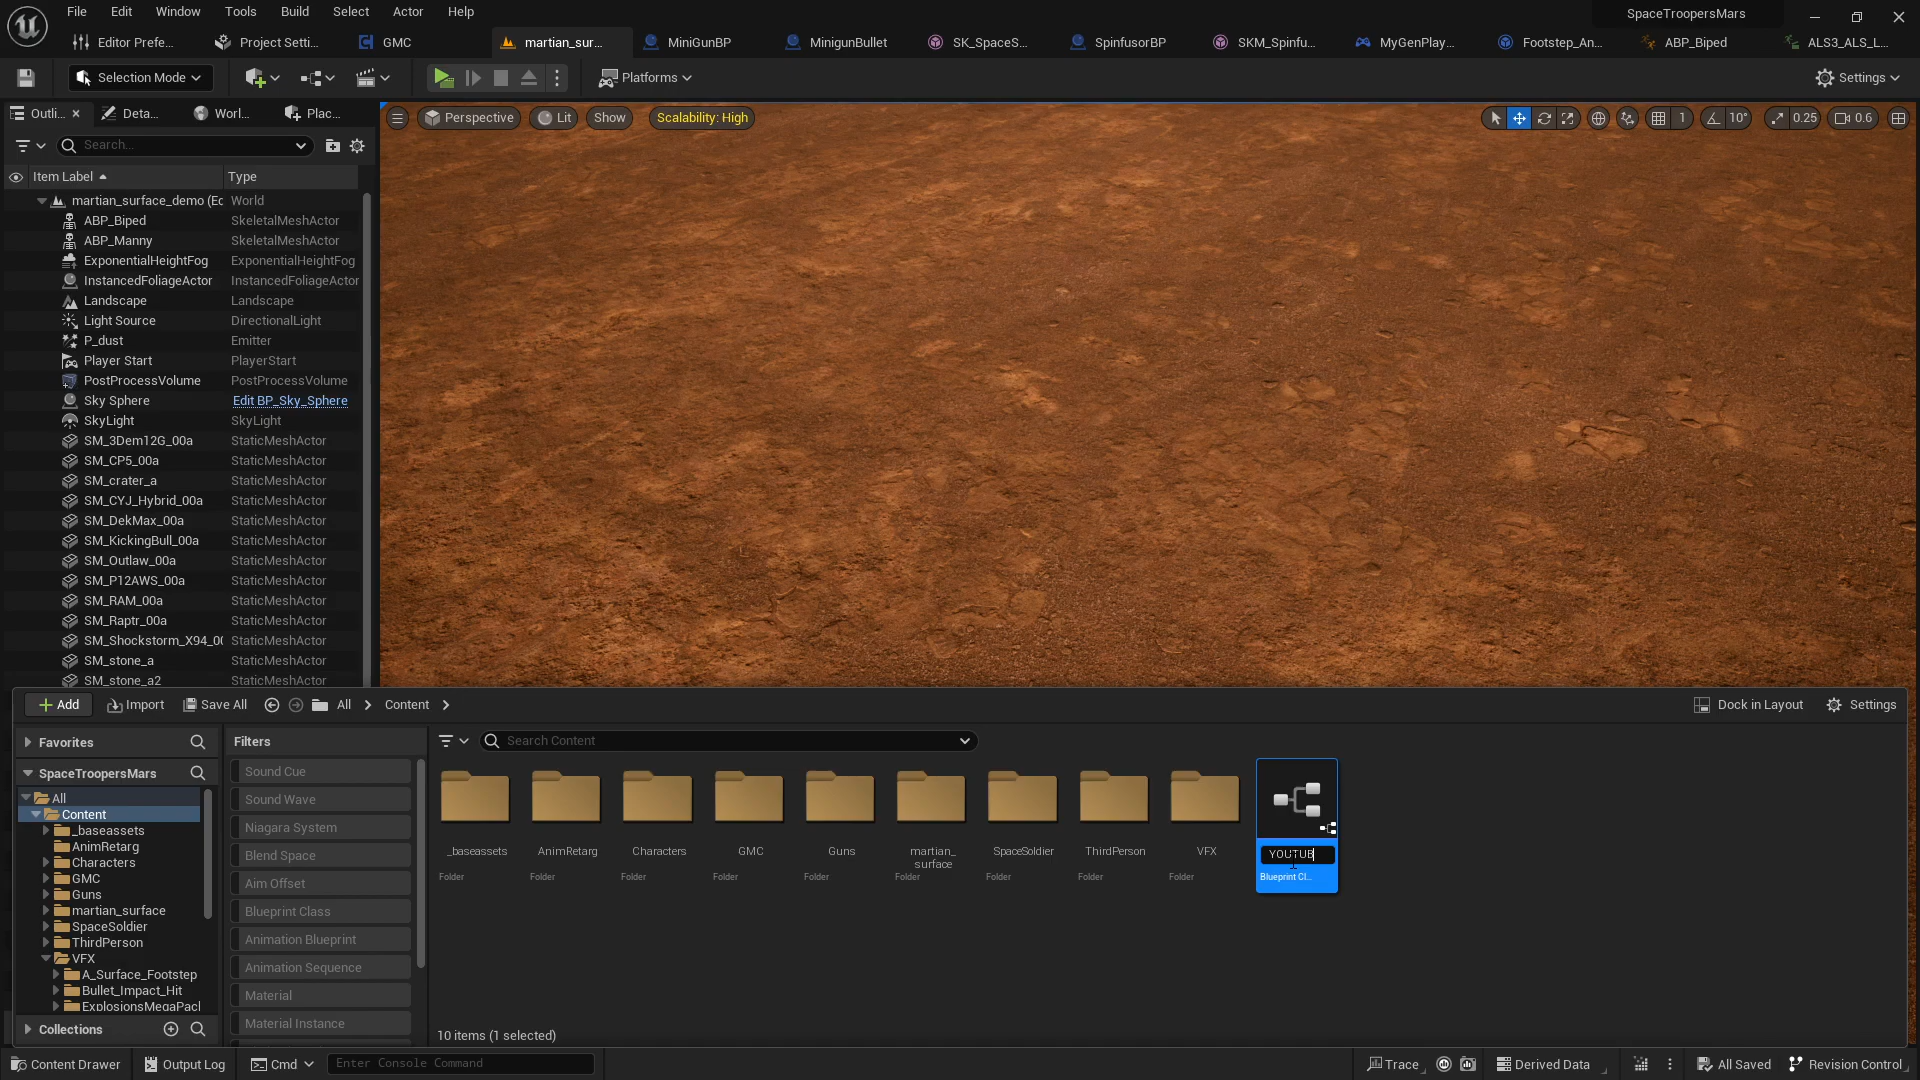 File Edit Window Tools Build Select Actor Help SpaceTroopersMars
Editor Prefe... Project Setti... GMC martian_sur... MiniGunBP MinigunBullet SK_SpaceS... SpinfusorBP SKM_Spinfu... MyGenPlay... Footstep_An... ABP_Biped ALS3_ALS_L...
Selection Mode Platforms Settings
Outli... Deta... Worl... Plac... Perspective Lit Show Scalability: High 1 10° 0.25 0.6
Search...
Item Label Type
martian_surface_demo (Ec World
ABP_Biped SkeletalMeshActor
ABP_Manny SkeletalMeshActor
ExponentialHeightFog ExponentialHeightFog
InstancedFoliageActor InstancedFoliageActor
Landscape Landscape
Light Source DirectionalLight
P_dust Emitter
Player Start PlayerStart
PostProcessVolume PostProcessVolume
Sky Sphere Edit BP_Sky_Sphere
SkyLight SkyLight
SM_3Dem12G_00a StaticMeshActor
SM_CP5_00a StaticMeshActor
SM_crater_a StaticMeshActor
SM_CYJ_Hybrid_00a StaticMeshActor
SM_DekMax_00a StaticMeshActor
SM_KickingBull_00a StaticMeshActor
SM_Outlaw_00a StaticMeshActor
SM_P12AWS_00a StaticMeshActor
SM_RAM_00a StaticMeshActor
SM_Raptr_00a StaticMeshActor
SM_Shockstorm_X94_00 StaticMeshActor
SM_stone_a StaticMeshActor
SM_stone_a2 StaticMeshActor
Add Import Save All All Content Dock in Layout Settings
Favorites
SpaceTroopersMars
All
Content
_baseassets
AnimRetarg
Characters
GMC
Guns
martian_surface
SpaceSoldier
ThirdPerson
VFX
A_Surface_Footstep
Bullet_Impact_Hit
ExplosionsMegaPacl
Collections
Filters
Sound Cue
Sound Wave
Niagara System
Blend Space
Aim Offset
Blueprint Class
Animation Blueprint
Animation Sequence
Material
Material Instance
Search Content
_baseassets AnimRetarg Characters GMC Guns martian_ SpaceSoldier ThirdPerson VFX YOUTUB
surface
Folder Folder Folder Folder Folder Folder Folder Folder Folder Blueprint Cl...
10 items (1 selected)
Content Drawer Output Log Cmd Enter Console Command Trace Derived Data All Saved Revision Control